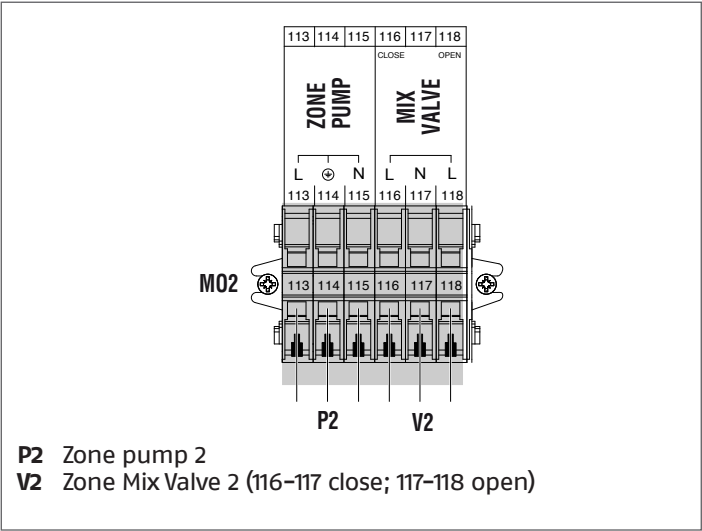 113 114 115 116 117 118
CLOSE OPEN
ZONE PUMP
MIX VALVE
L N L N L
113 114 115 116 117 118
M02 113 114 115 116 117 118
P2 V2
P2 Zone pump 2
V2 Zone Mix Valve 2 (116–117 close; 117–118 open)